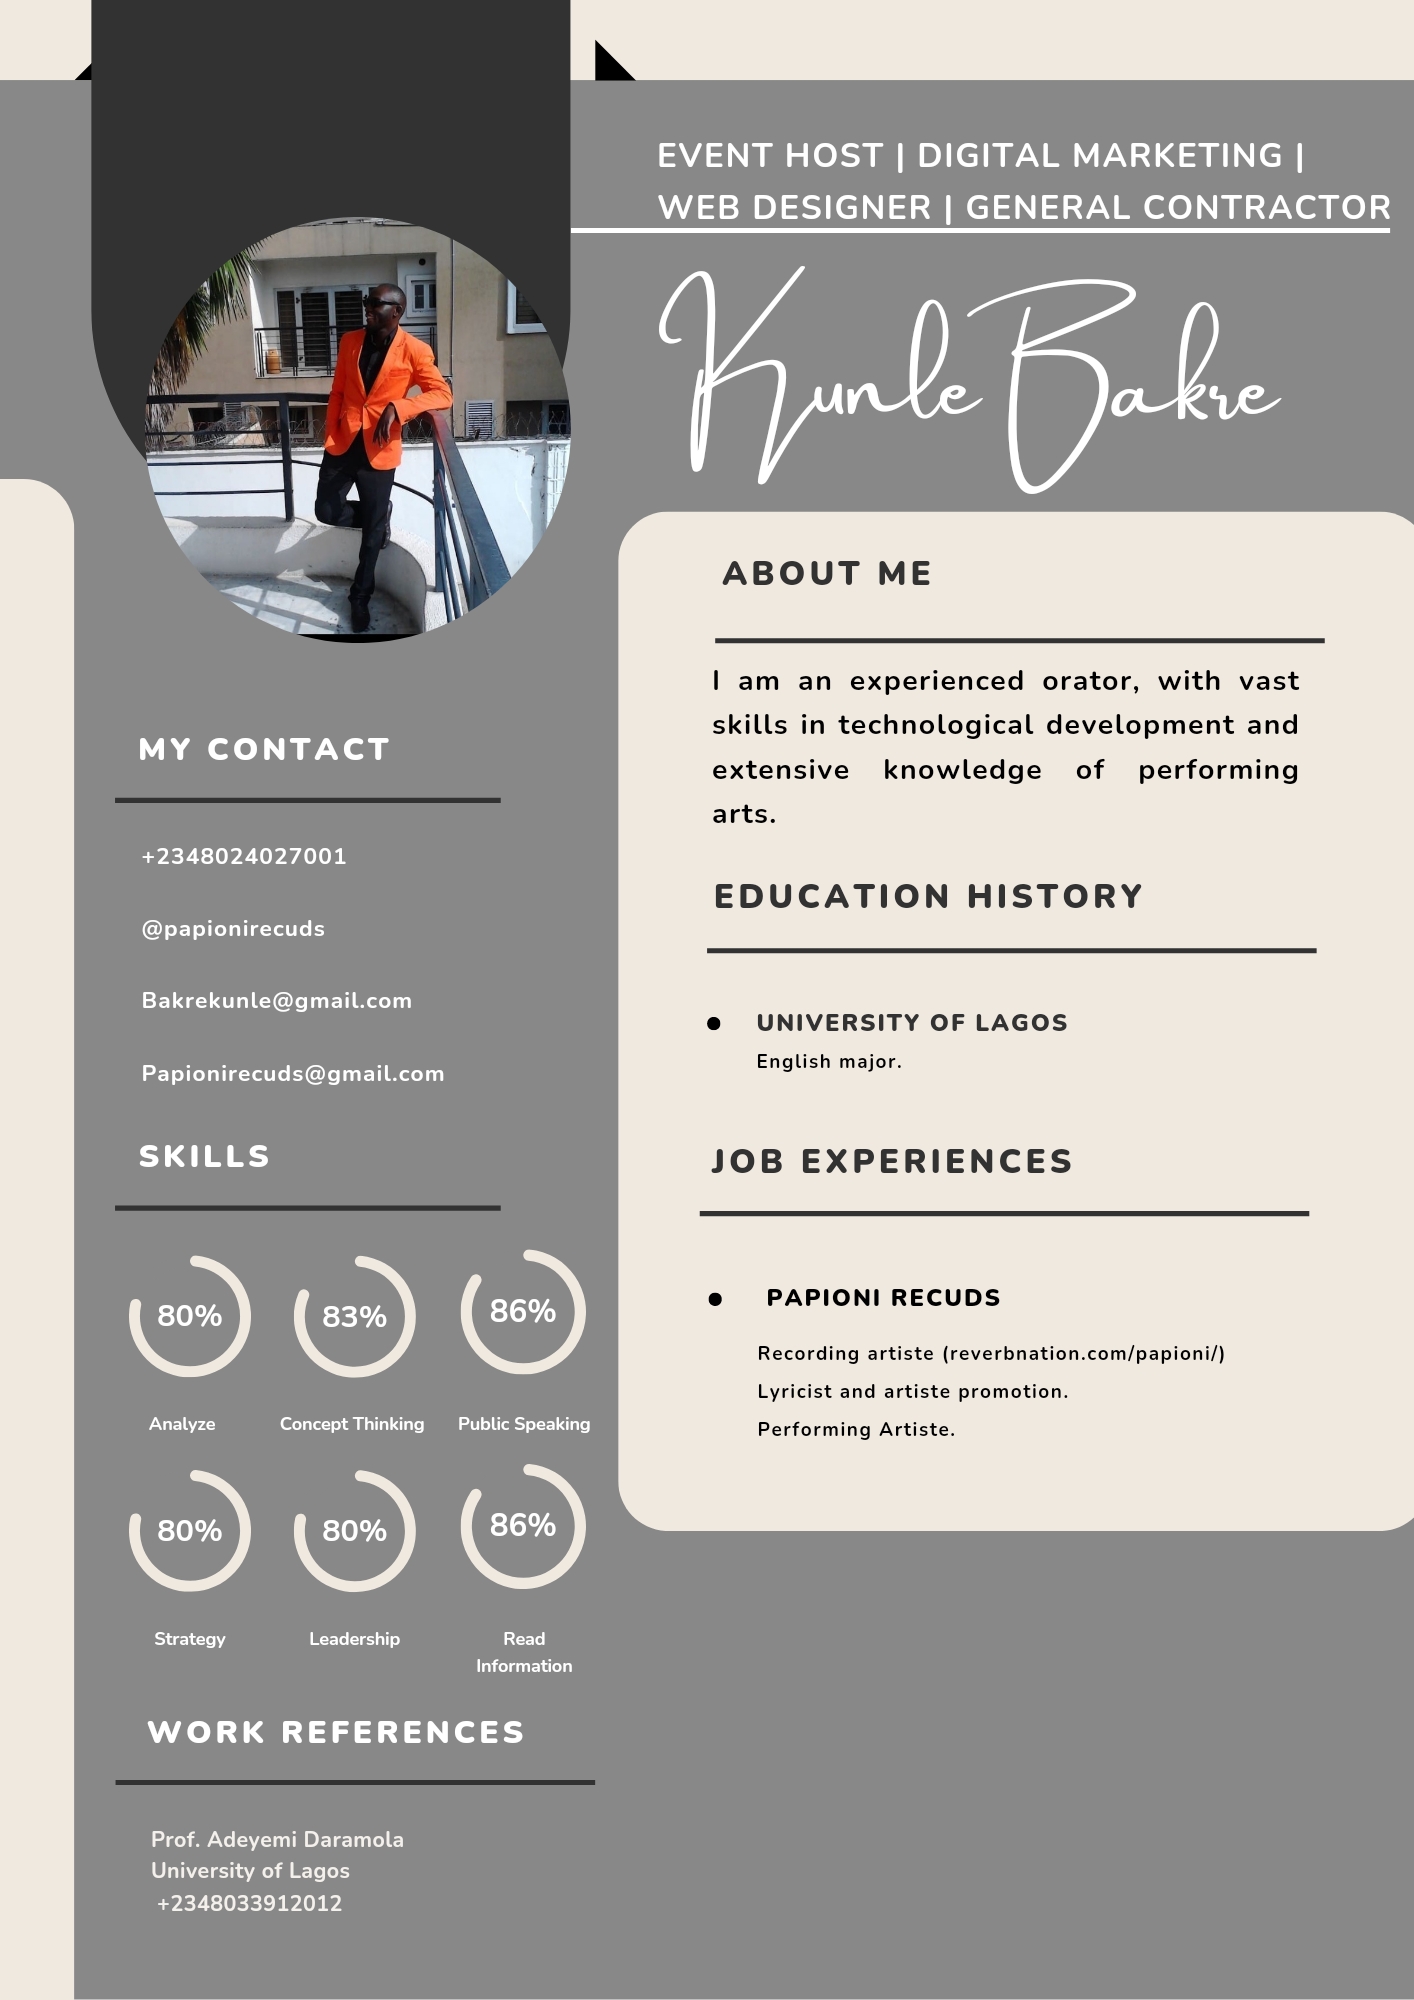 EVENT HOST | DIGITAL MARKETING |
WEB DESIGNER | GENERAL CONTRACTOR
Kunle Bakre
MY CONTACT
+2348024027001
@papionirecuds
Bakrekunle@gmail.com
Papionirecuds@gmail.com
SKILLS
80%
83%
86%
Analyze
Concept Thinking
Public Speaking
80%
80%
86%
Strategy
Leadership
Read
Information
WORK REFERENCES
Prof. Adeyemi Daramola
University of Lagos
+2348033912012
ABOUT ME
I am an experienced orator, with vast
skills in technological development and
extensive knowledge of performing
arts.
EDUCATION HISTORY
UNIVERSITY OF LAGOS
English major.
JOB EXPERIENCES
PAPIONI RECUDS
Recording artiste (reverbnation.com/papioni/)
Lyricist and artiste promotion.
Performing Artiste.